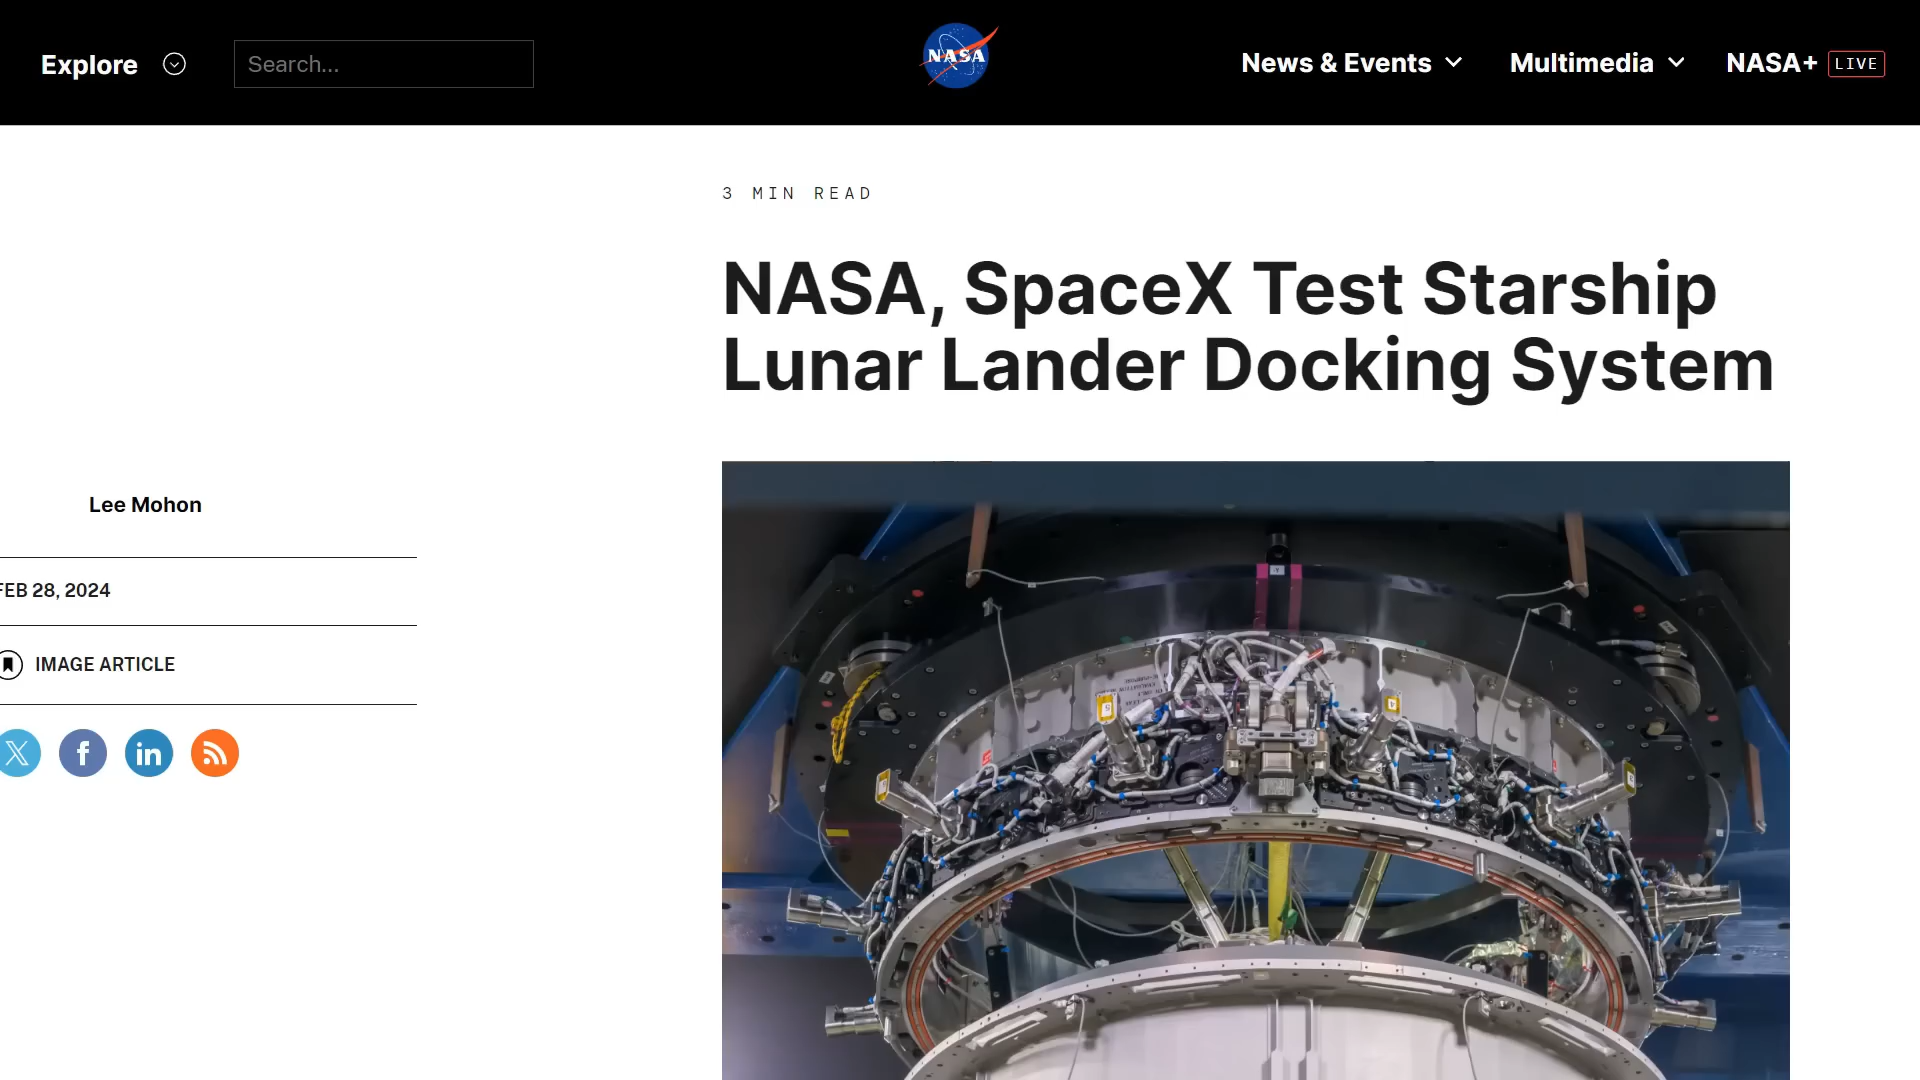 Explore
Search...
NASA
News & Events
Multimedia
NASA+ LIVE
3 MIN READ
NASA, SpaceX Test Starship
Lunar Lander Docking System
Lee Mohon
FEB 28, 2024
IMAGE ARTICLE